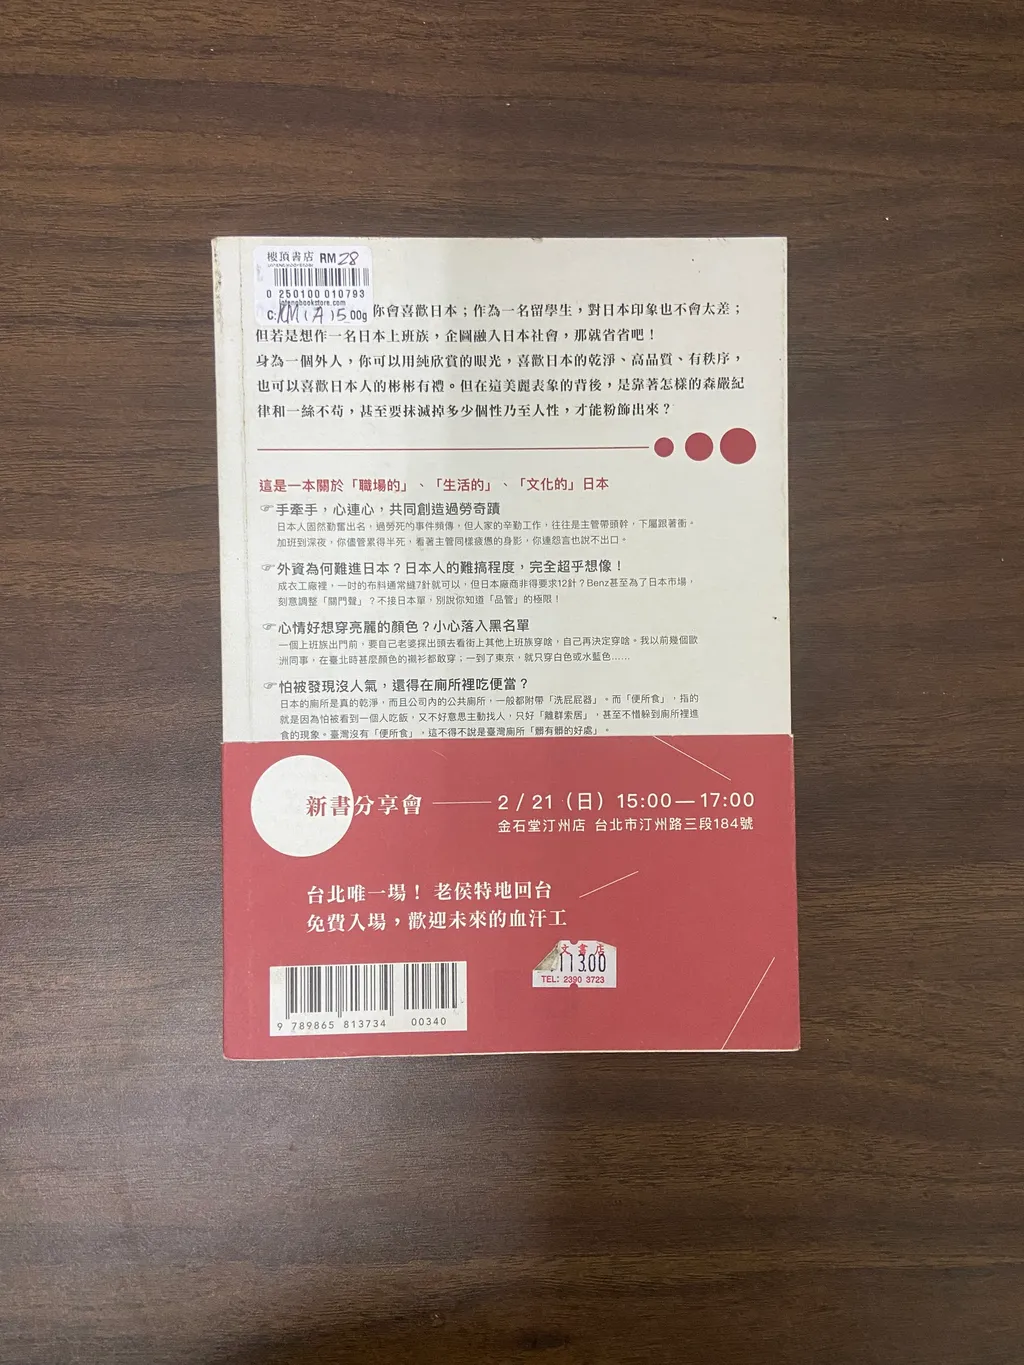 樓頂書店 RM 28
0 250100 010793
lofengbookstore.com
C: RM1A 15.00g
你會喜歡日本；作為一名留學生，對日本印象也不會太差；
但若是想作一名日本上班族，企圖融入日本社會，那就省省吧！
身為一個外人，你可以用純欣賞的眼光，喜歡日本的乾淨、高品質、有秩序，
也可以喜歡日本人的彬彬有禮。但在這美麗表象的背後，是靠著怎樣的森嚴紀
律和一絲不苟，甚至要抹滅掉多少個性乃至人性，才能粉飾出來？
這是一本關於「職場的」、「生活的」、「文化的」日本
☞手牽手，心連心，共同創造過勞奇蹟
日本人固然勤奮出名，過勞死的事件頻傳，但人家的辛勤工作，往往是主管帶頭幹，下屬跟著衝。
加班到深夜，你儘管累得半死，看著主管同樣疲憊的身影，你連怨言也說不出口。
☞外資為何難進日本？日本人的難搞程度，完全超乎想像！
成衣工廠裡，一吋的布料通常縫7針就可以，但日本廠商非得要求12針？Benz甚至為了日本市場，
刻意調整「關門聲」？不接日本單，別說你知道「品管」的極限！
☞心情好想穿亮麗的顏色？小心落入黑名單
一個上班族出門前，要自己老婆探出頭去看街上其他上班族穿啥，自己再決定穿啥。我以前幾個歐
洲同事，在臺北時甚麼顏色的襯衫都敢穿；一到了東京，就只穿白色或水藍色……
☞怕被發現沒人氣，還得在廁所裡吃便當？
日本的廁所是真的乾淨，而且公司內的公共廁所，一般都附帶「洗屁屁器」。而「便所食」，指的
就是因為怕被看到一個人吃飯，又不好意思主動找人，只好「離群索居」，甚至不惜躲到廁所裡進
食的現象。臺灣沒有「便所食」，這不得不說是臺灣廁所「髒有髒的好處」。
新書分享會 2 / 21（日）15:00 — 17:00
金石堂汀州店 台北市汀州路三段184號
台北唯一場！ 老侯特地回台
免費入場，歡迎未來的血汗工
文書店
113.00
TEL: 2390 3723
9 789865 813734 00340